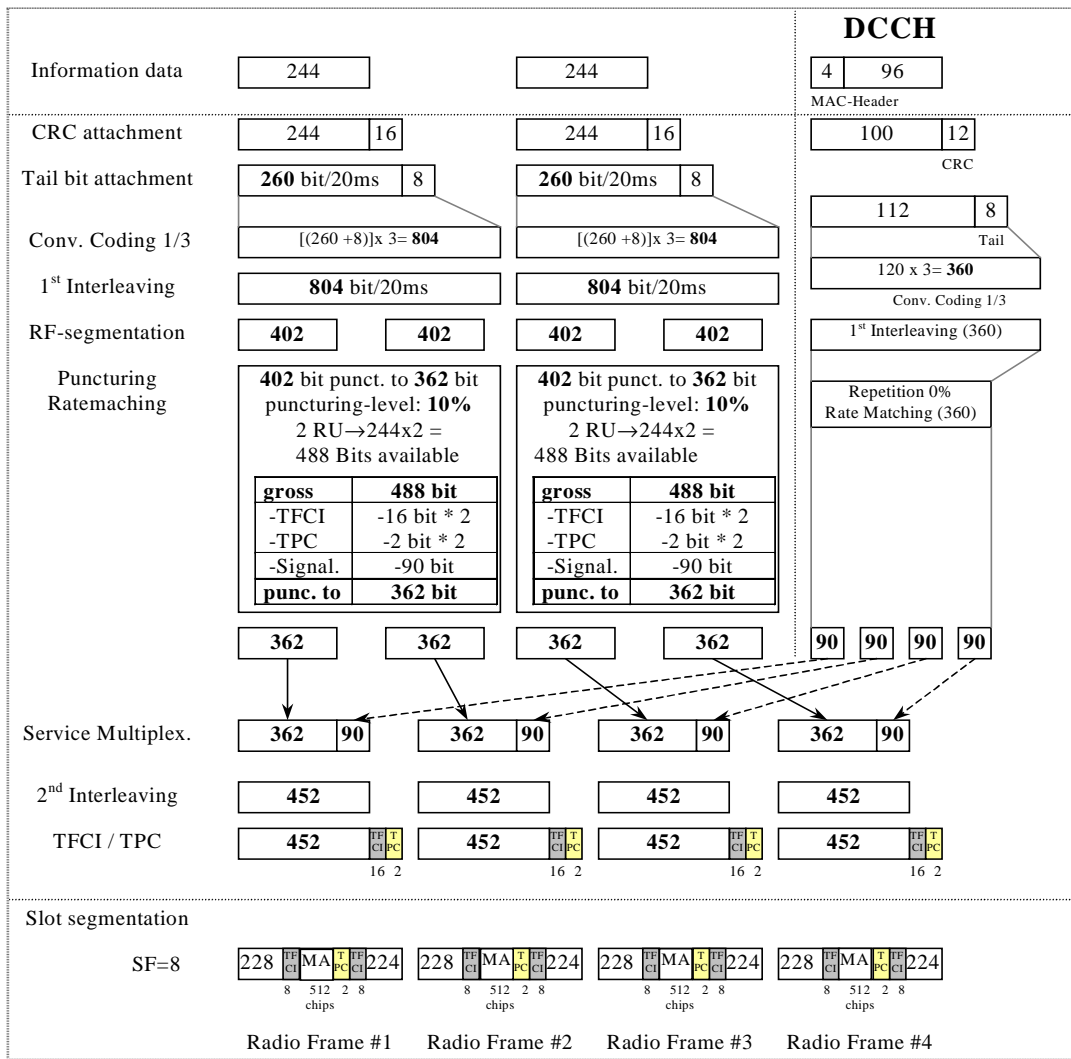 DCCH
Information data 244 244 4 96
MAC-Header
CRC attachment 244 16 244 16 100 12
CRC
Tail bit attachment 260 bit/20ms 8 260 bit/20ms 8
112 8
Tail
Conv. Coding 1/3 [(260 +8)]x 3= 804 [(260 +8)]x 3= 804
120 x 3= 360
Conv. Coding 1/3
1st Interleaving 804 bit/20ms 804 bit/20ms
RF-segmentation 402 402 402 402 1st Interleaving (360)
Puncturing
Ratemaching
402 bit punct. to 362 bit
puncturing-level: 10%
2 RU→244x2 =
488 Bits available
gross 488 bit
-TFCI -16 bit * 2
-TPC -2 bit * 2
-Signal. -90 bit
punc. to 362 bit
402 bit punct. to 362 bit
puncturing-level: 10%
2 RU→244x2 =
488 Bits available
gross 488 bit
-TFCI -16 bit * 2
-TPC -2 bit * 2
-Signal. -90 bit
punc. to 362 bit
Repetition 0%
Rate Matching (360)
362 362 362 362 90 90 90 90
Service Multiplex. 362 90 362 90 362 90 362 90
2nd Interleaving 452 452 452 452
TFCI / TPC 452 TF CI T PC 452 TF CI T PC 452 TF CI T PC 452 TF CI T PC
16 2 16 2 16 2 16 2
Slot segmentation
SF=8 228 TF CI MA T PC TF CI 224 228 TF CI MA T PC TF CI 224 228 TF CI MA T PC TF CI 224 228 TF CI MA T PC TF CI 224
8 512 2 8 8 512 2 8 8 512 2 8 8 512 2 8
chips chips chips chips
Radio Frame #1 Radio Frame #2 Radio Frame #3 Radio Frame #4